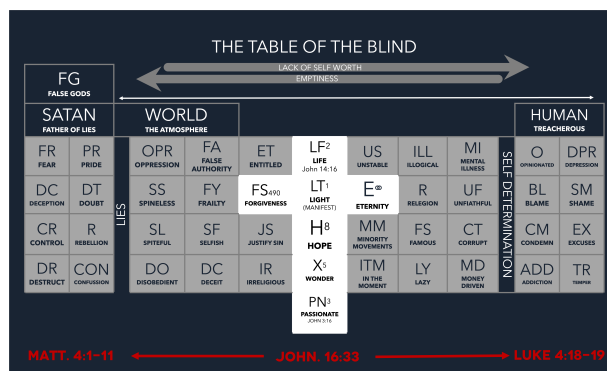 THE TABLE OF THE BLIND
LACK OF SELF WORTH
EMPTINESS
FG
FALSE GODS
SATAN
FATHER OF LIES
WORLD
THE ATMOSPHERE
HUMAN
TREACHEROUS
FR PR OPR FA ET LF2 US ILL MI O DPR
FEAR PRIDE OPPRESSION FALSE AUTHORITY ENTITLED LIFE UNSTABLE ILLOGICAL MENTAL ILLNESS OPINIONATED DEPRESSION
John 14:16
DC DT SS FY FS490 LT1 E∞ R UF BL SM
DECEPTION DOUBT SPINELESS FRAILTY FORGIVENESS LIGHT ETERNITY RELEGION UNFIATHFUL BLAME SHAME
(MANIFEST)
LIES
SELF DETERMINATION
CR R SL SF JS H8 MM FS CT CM EX
CONTROL REBELLION SPITEFUL SELFISH JUSTIFY SIN HOPE MINORITY MOVEMENTS FAMOUS CORRUPT CONDEMN EXCUSES
DR CON DO DC IR X5 ITM LY MD ADD TR
DESTRUCT CONFUSSION DISOBEDIENT DECEIT IRRELIGIOUS WONDER IN THE MOMENT LAZY MONEY DRIVEN ADDICTION TEMPER
PN3
PASSIONATE
JOHN 3:16
MATT. 4:1-11 JOHN. 16:33 LUKE 4:18-19